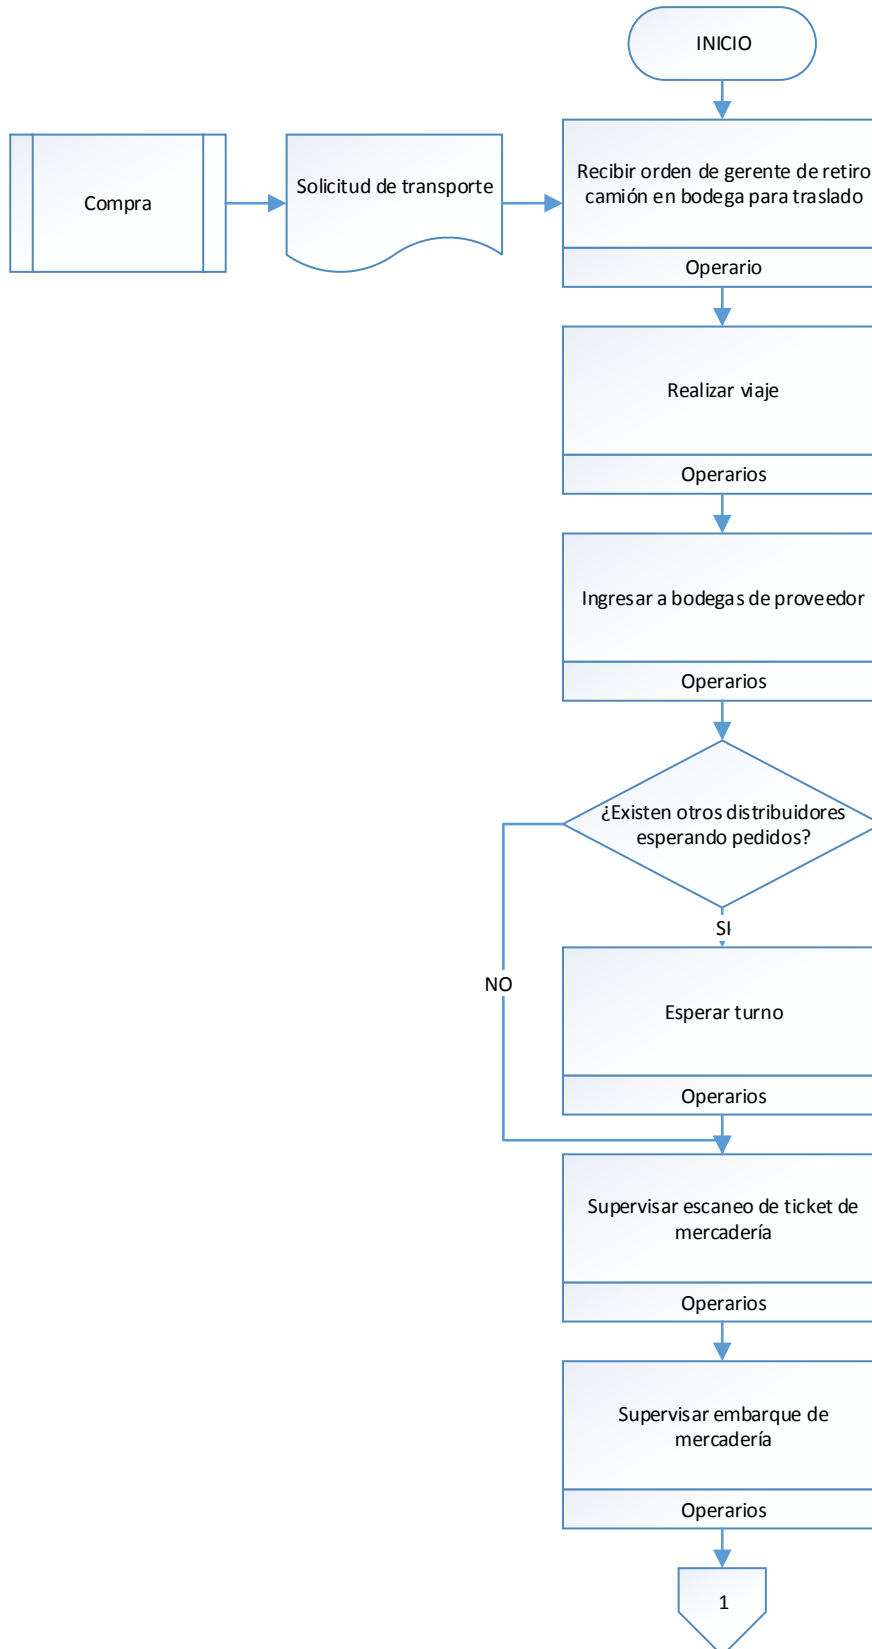 INICIO
Compra
Solicitud de transporte
Recibir orden de gerente de retiro
camión en bodega para traslado
Operario
Realizar viaje
Operarios
Ingresar a bodegas de proveedor
Operarios
¿Existen otros distribuidores
esperando pedidos?
SI
NO
Esperar turno
Operarios
Supervisar escaneo de ticket de
mercadería
Operarios
Supervisar embarque de
mercadería
Operarios
1